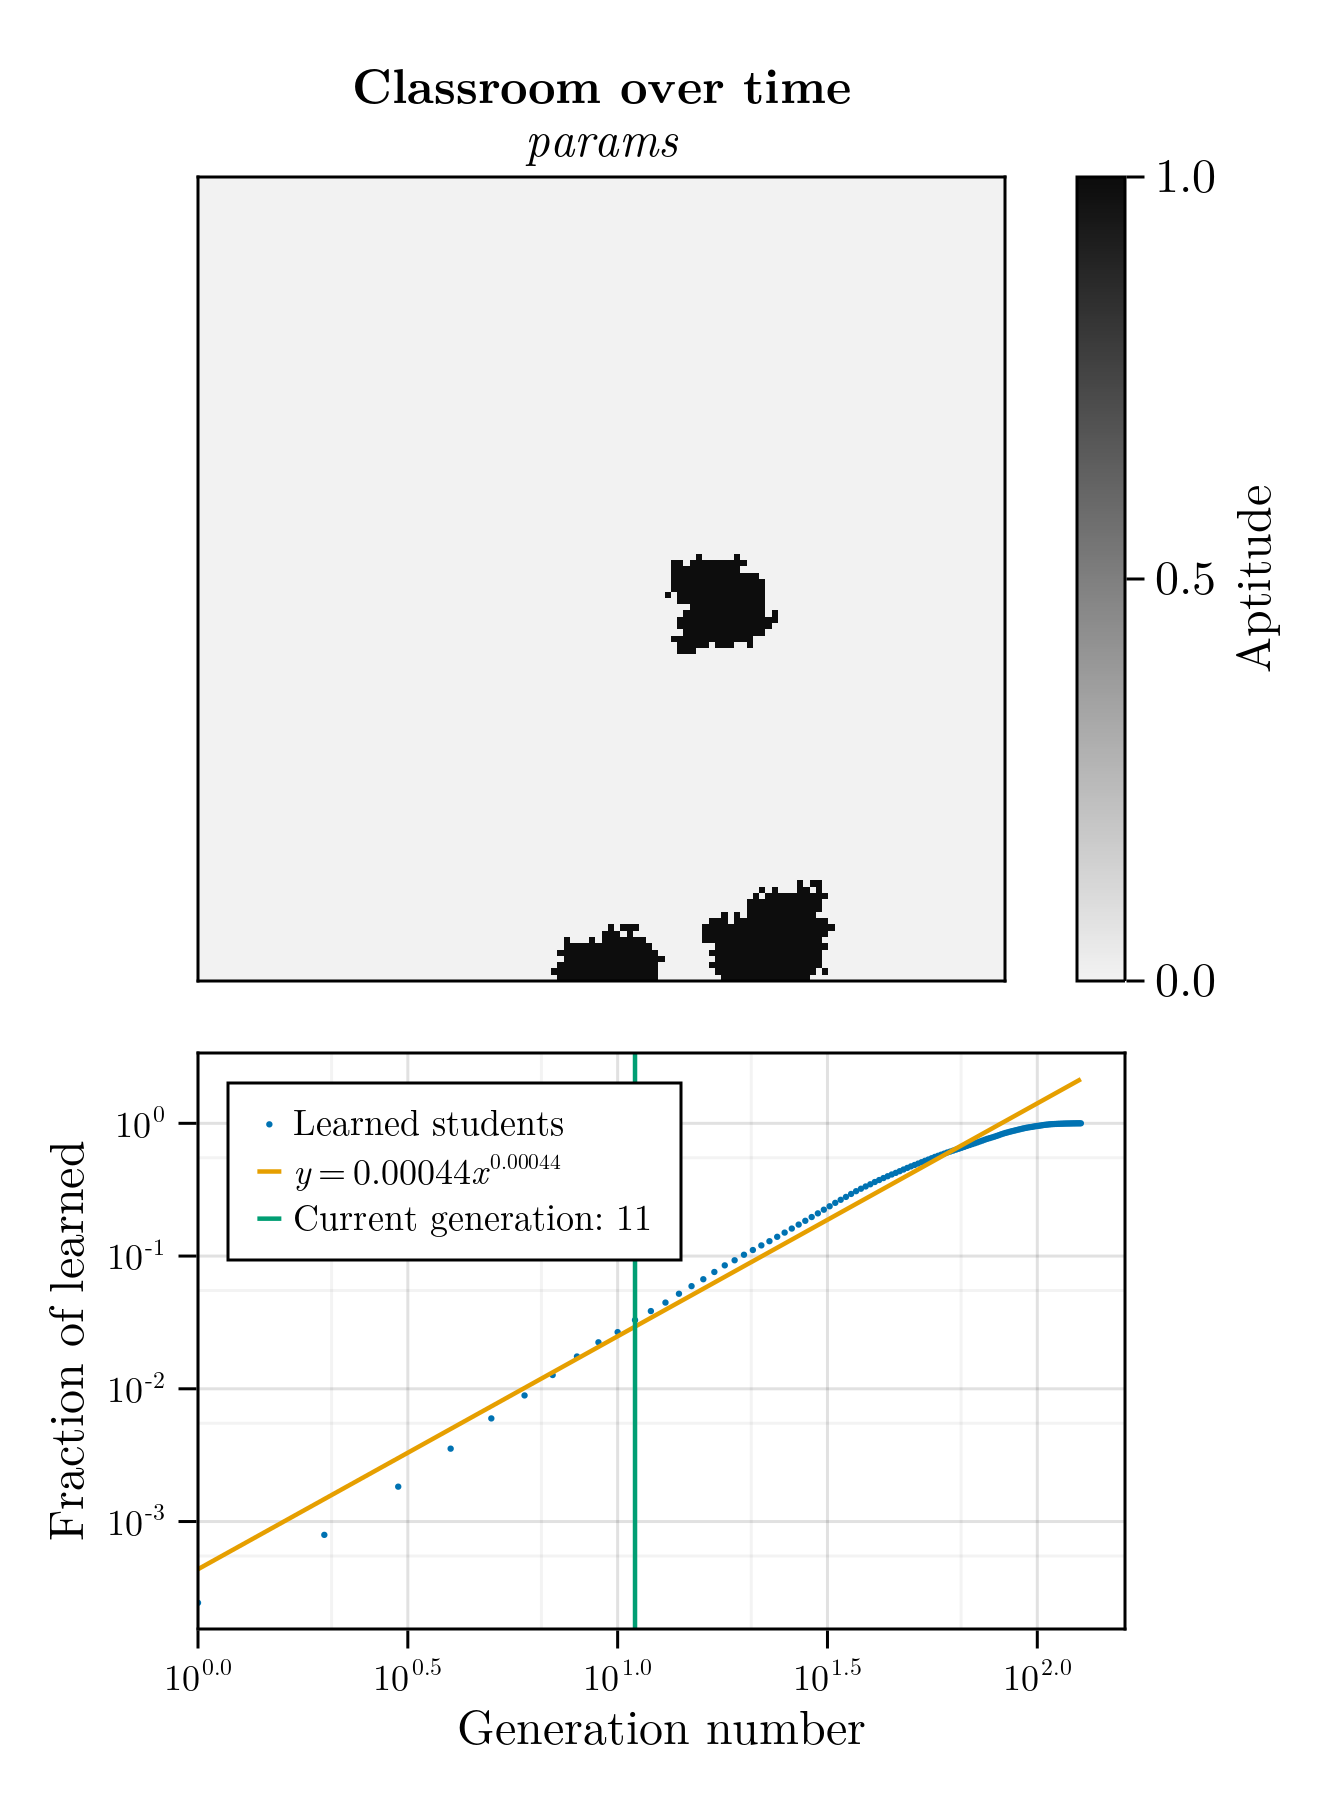 Classroom over time
params
1.0
0.5
0.0
Aptitude
Learned students
y = 0.00044x^0.00044
Current generation: 11
10^0
10^-1
10^-2
10^-3
Fraction of learned
10^0.0 10^0.5 10^1.0 10^1.5 10^2.0
Generation number